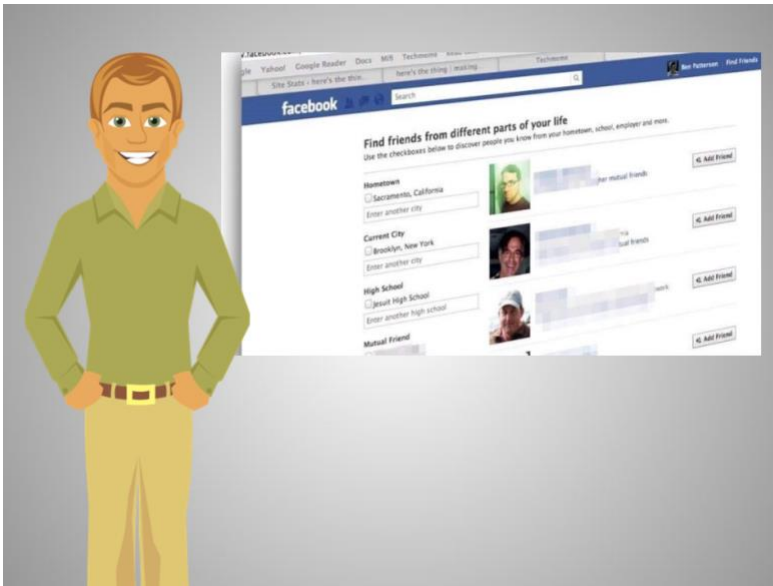 Yahoo! Google Reader Docs MJS Techmeme
Site Stats › here's the thin...
here's the thing | making...
Techmeme
facebook
Search
Ben Patterson Find Friends
Find friends from different parts of your life
Use the checkboxes below to discover people you know from your hometown, school, employer and more.
Hometown
Sacramento, California
Enter another city
Current City
Brooklyn, New York
Enter another city
High School
Jesuit High School
Enter another high school
Mutual Friend
mutual friends
Add Friend
Add Friend
Add Friend
Add Friend